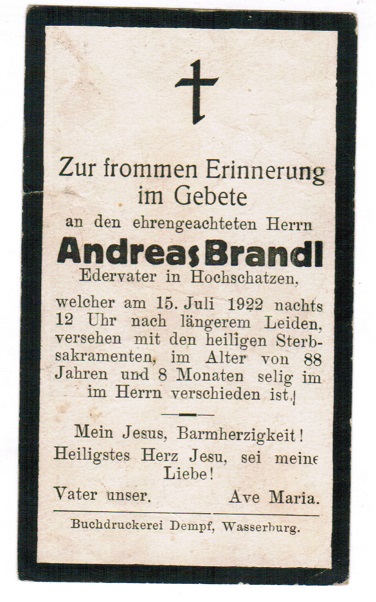 Zur frommen Erinnerung
im Gebete
an den ehrengeachteten Herrn
Andreas Brandl
Edervater in Hochschatzen,
welcher am 15. Juli 1922 nachts
12 Uhr nach längerem Leiden,
versehen mit den heiligen Sterb-
sakramenten, im Alter von 88
Jahren und 8 Monaten selig im
im Herrn verschieden ist.
Mein Jesus, Barmherzigkeit!
Heiligstes Herz Jesu, sei meine
Liebe!
Vater unser. Ave Maria.
Buchdruckerei Dempf, Wasserburg.